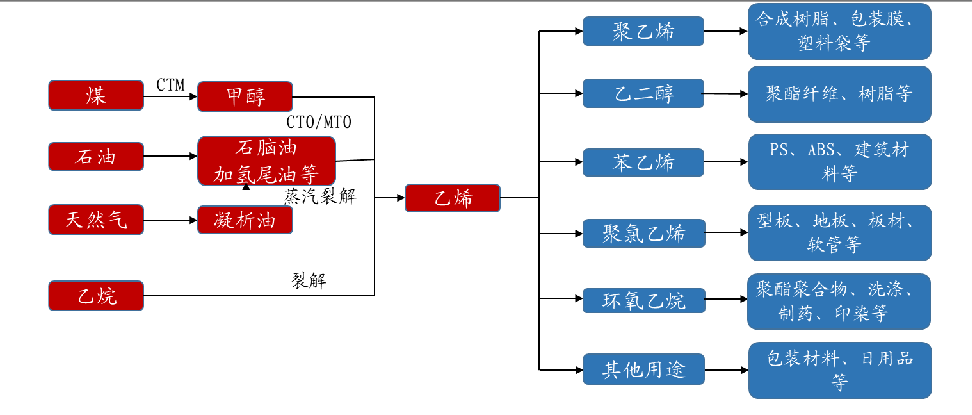 煤
CTM
甲醇
CTO/MTO
石油
石脑油
加氢尾油等
蒸汽裂解
天然气
凝析油
乙烷
裂解
乙烯
聚乙烯
合成树脂、包装膜、
塑料袋等
乙二醇
聚酯纤维、树脂等
苯乙烯
PS、ABS、建筑材
料等
聚氯乙烯
型板、地板、板材、
软管等
环氧乙烷
聚酯聚合物、洗涤、
制药、印染等
其他用途
包装材料、日用品
等